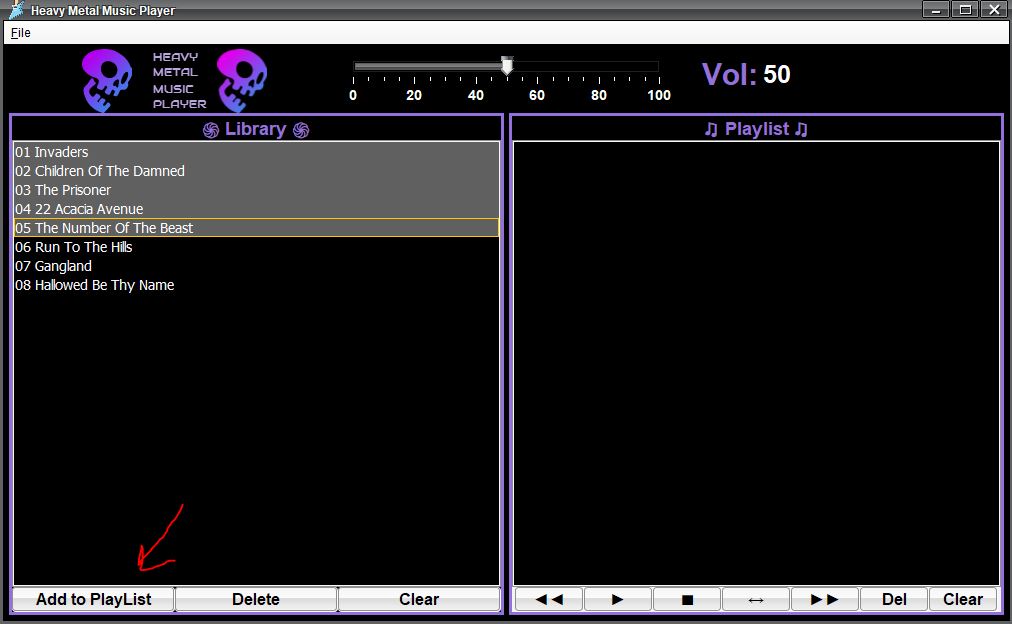 Heavy Metal Music Player
File
HEAVY
METAL
MUSIC
PLAYER
0 20 40 60 80 100
Vol: 50
Library
01 Invaders
02 Children Of The Damned
03 The Prisoner
04 22 Acacia Avenue
05 The Number Of The Beast
06 Run To The Hills
07 Gangland
08 Hallowed Be Thy Name
Add to PlayList Delete Clear
♫ Playlist ♫
◄◄ ► ■ ↔ ►► Del Clear